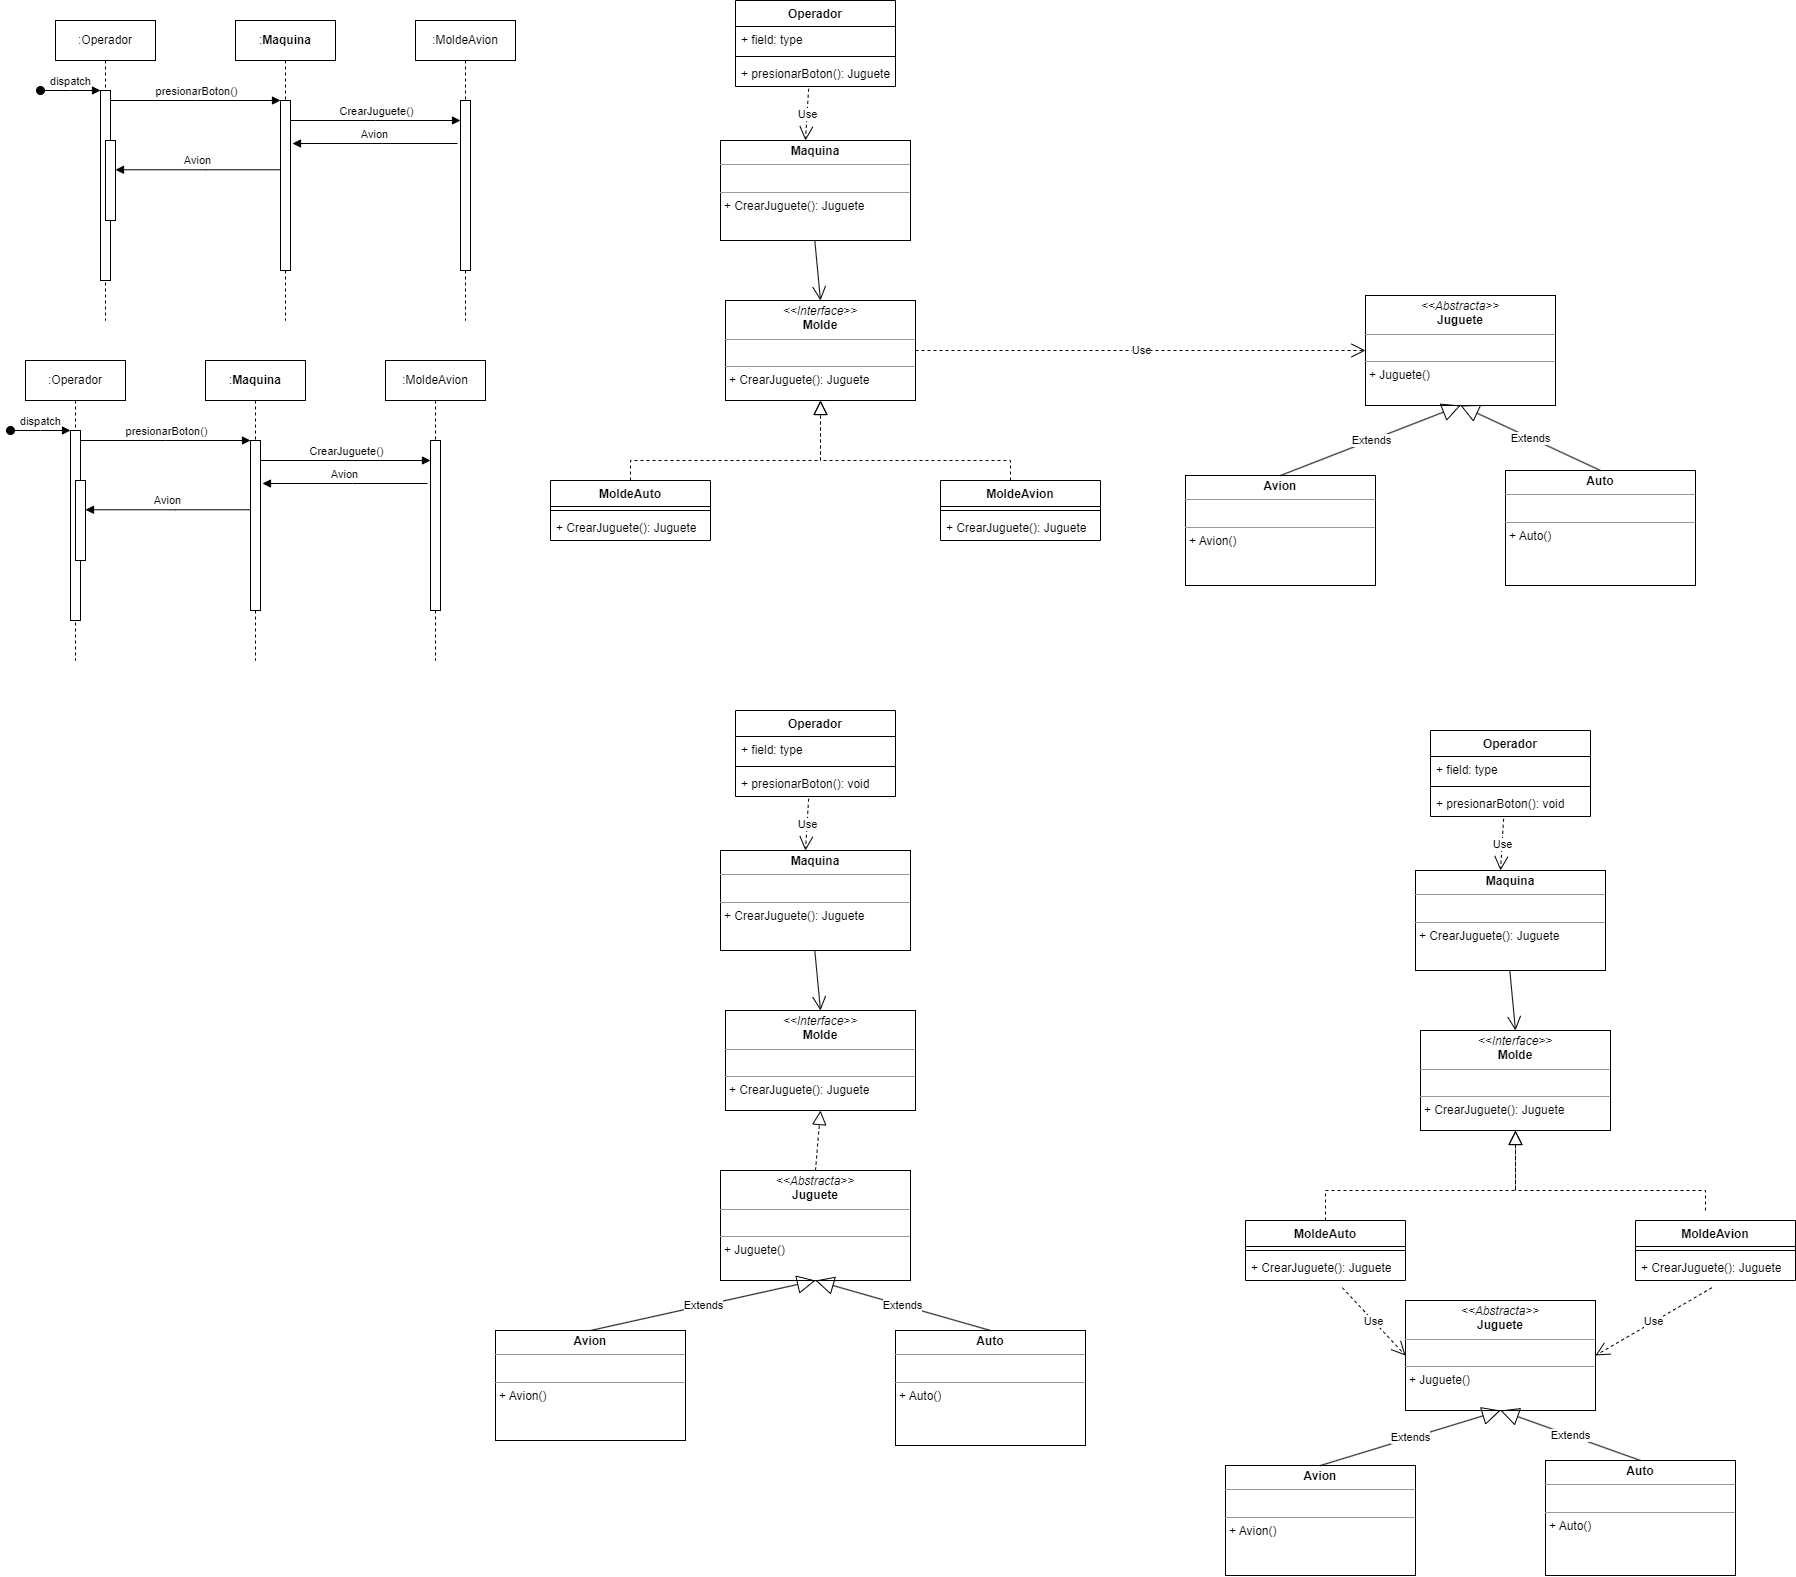 :Operador
:Maquina
:MoldeAvion
dispatch
presionarBoton()
CrearJuguete()
Avion
Avion
:Operador
:Maquina
:MoldeAvion
dispatch
presionarBoton()
CrearJuguete()
Avion
Avion
Operador
+ field: type
+ presionarBoton(): Juguete
Use
Maquina
+ CrearJuguete(): Juguete
<<Interface>>
Molde
+ CrearJuguete(): Juguete
Use
<<Abstracta>>
Juguete
+ Juguete()
MoldeAuto
+ CrearJuguete(): Juguete
MoldeAvion
+ CrearJuguete(): Juguete
Extends
Extends
Avion
+ Avion()
Auto
+ Auto()
Operador
+ field: type
+ presionarBoton(): void
Use
Maquina
+ CrearJuguete(): Juguete
<<Interface>>
Molde
+ CrearJuguete(): Juguete
<<Abstracta>>
Juguete
+ Juguete()
Extends
Extends
Avion
+ Avion()
Auto
+ Auto()
Operador
+ field: type
+ presionarBoton(): void
Use
Maquina
+ CrearJuguete(): Juguete
<<Interface>>
Molde
+ CrearJuguete(): Juguete
MoldeAuto
+ CrearJuguete(): Juguete
MoldeAvion
+ CrearJuguete(): Juguete
Use
Use
<<Abstracta>>
Juguete
+ Juguete()
Extends
Extends
Avion
+ Avion()
Auto
+ Auto()